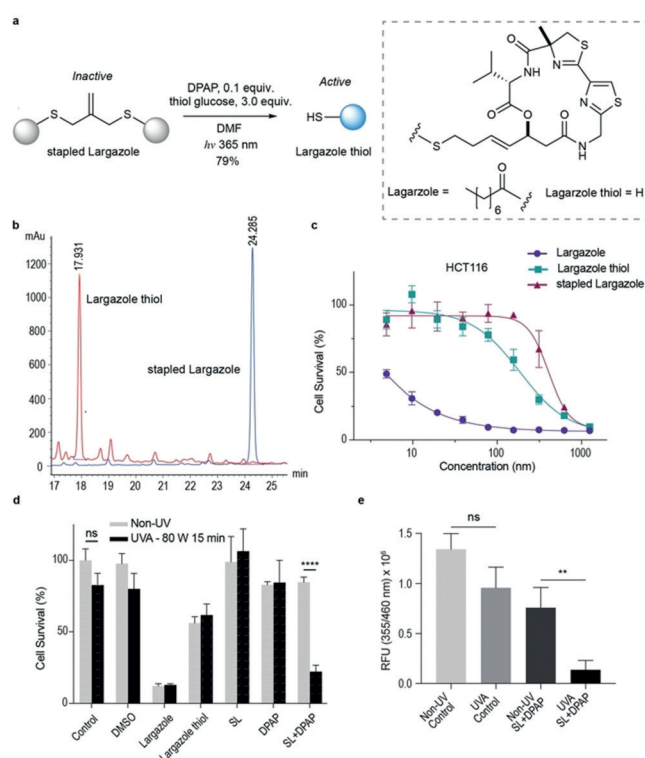 a
Inactive
stapled Largazole
DPAP, 0.1 equiv.
thiol glucose, 3.0 equiv.
DMF
hν 365 nm
79%
Active
HS
Largazole thiol
S
S
O
N
S
N
H
O
O
N
S
S
O
N
H
Lagarzole =
O
6
Lagarzole thiol = H
b
mAu
1200
1000
800
600
400
200
0
17.931
24.285
Largazole thiol
stapled Largazole
17 18 19 20 21 22 23 24 25
min
c
HCT116
Largazole
Largazole thiol
stapled Largazole
Cell Survival (%)
100
50
0
10 100 1000
Concentration (nm)
d
Non-UV
UVA - 80 W 15 min
ns
****
Cell Survival (%)
100
50
0
Control
DMSO
Largazole
Largazole thiol
SL
DPAP
SL+DPAP
e
ns
**
RFU (355/460 nm) x 10⁶
1.5
1.0
0.5
0.0
Non-UV
Control
UVA
Control
Non-UV
SL+DPAP
UVA
SL+DPAP